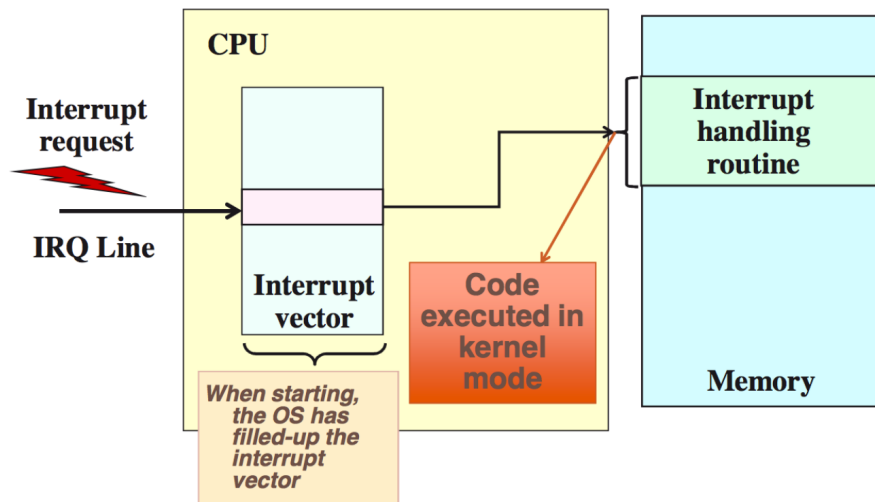 CPU
Interrupt
request
IRQ Line
Interrupt
vector
When starting,
the OS has
filled-up the
interrupt
vector
Code
executed in
kernel
mode
Interrupt
handling
routine
Memory